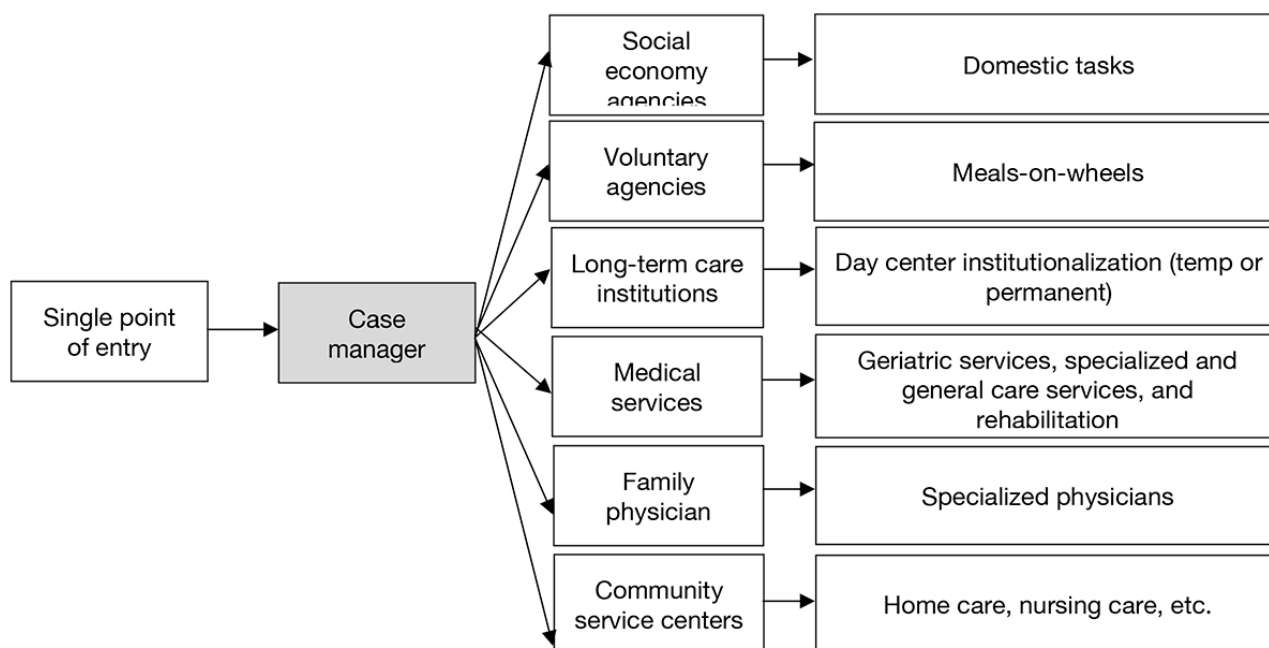 Social
economy
agencies
Domestic tasks
Voluntary
agencies
Meals-on-wheels
Long-term care
institutions
Day center institutionalization (temp or
permanent)
Single point
of entry
Case
manager
Medical
services
Geriatric services, specialized and
general care services, and
rehabilitation
Family
physician
Specialized physicians
Community
service centers
Home care, nursing care, etc.